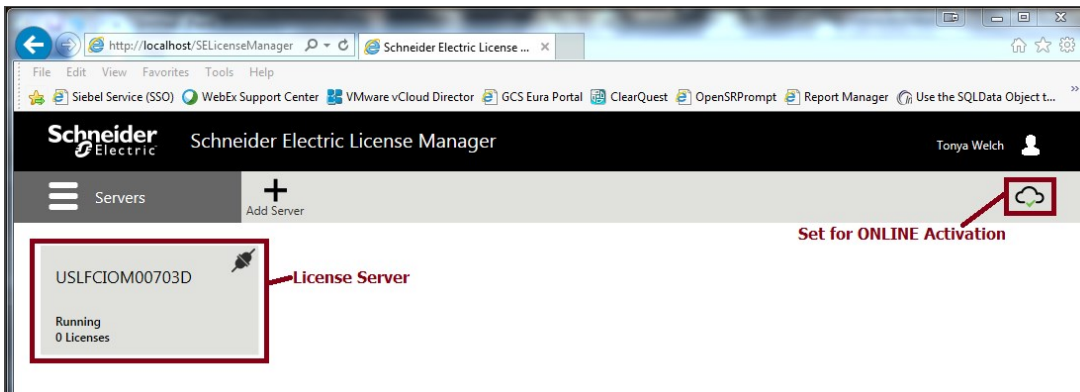 http://localhost/SELicenseManager
Schneider Electric License ...
File Edit View Favorites Tools Help
Siebel Service (SSO) WebEx Support Center VMware vCloud Director GCS Eura Portal ClearQuest OpenSRPrompt Report Manager Use the SQLData Object t...
Schneider Electric
Schneider Electric License Manager
Tonya Welch
Servers
Add Server
Set for ONLINE Activation
USLFCIOM00703D
License Server
Running
0 Licenses